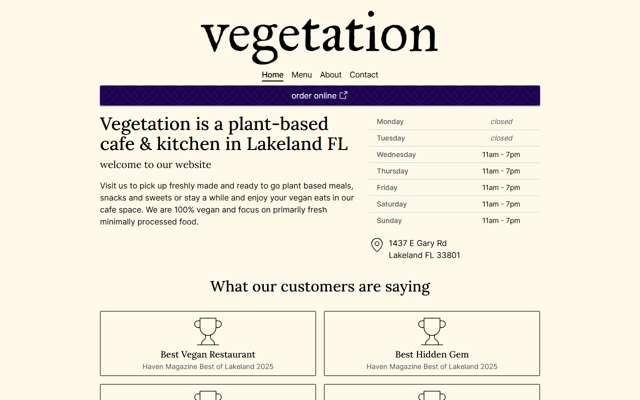 vegetation
Home Menu About Contact
order online
Vegetation is a plant-based
cafe & kitchen in Lakeland FL
welcome to our website
Visit us to pick up freshly made and ready to go plant based meals,
snacks and sweets or stay a while and enjoy your vegan eats in our
cafe space. We are 100% vegan and focus on primarily fresh
minimally processed food.
Monday closed
Tuesday closed
Wednesday 11am - 7pm
Thursday 11am - 7pm
Friday 11am - 7pm
Saturday 11am - 7pm
Sunday 11am - 7pm
1437 E Gary Rd
Lakeland FL 33801
What our customers are saying
Best Vegan Restaurant
Haven Magazine Best of Lakeland 2025
Best Hidden Gem
Haven Magazine Best of Lakeland 2025